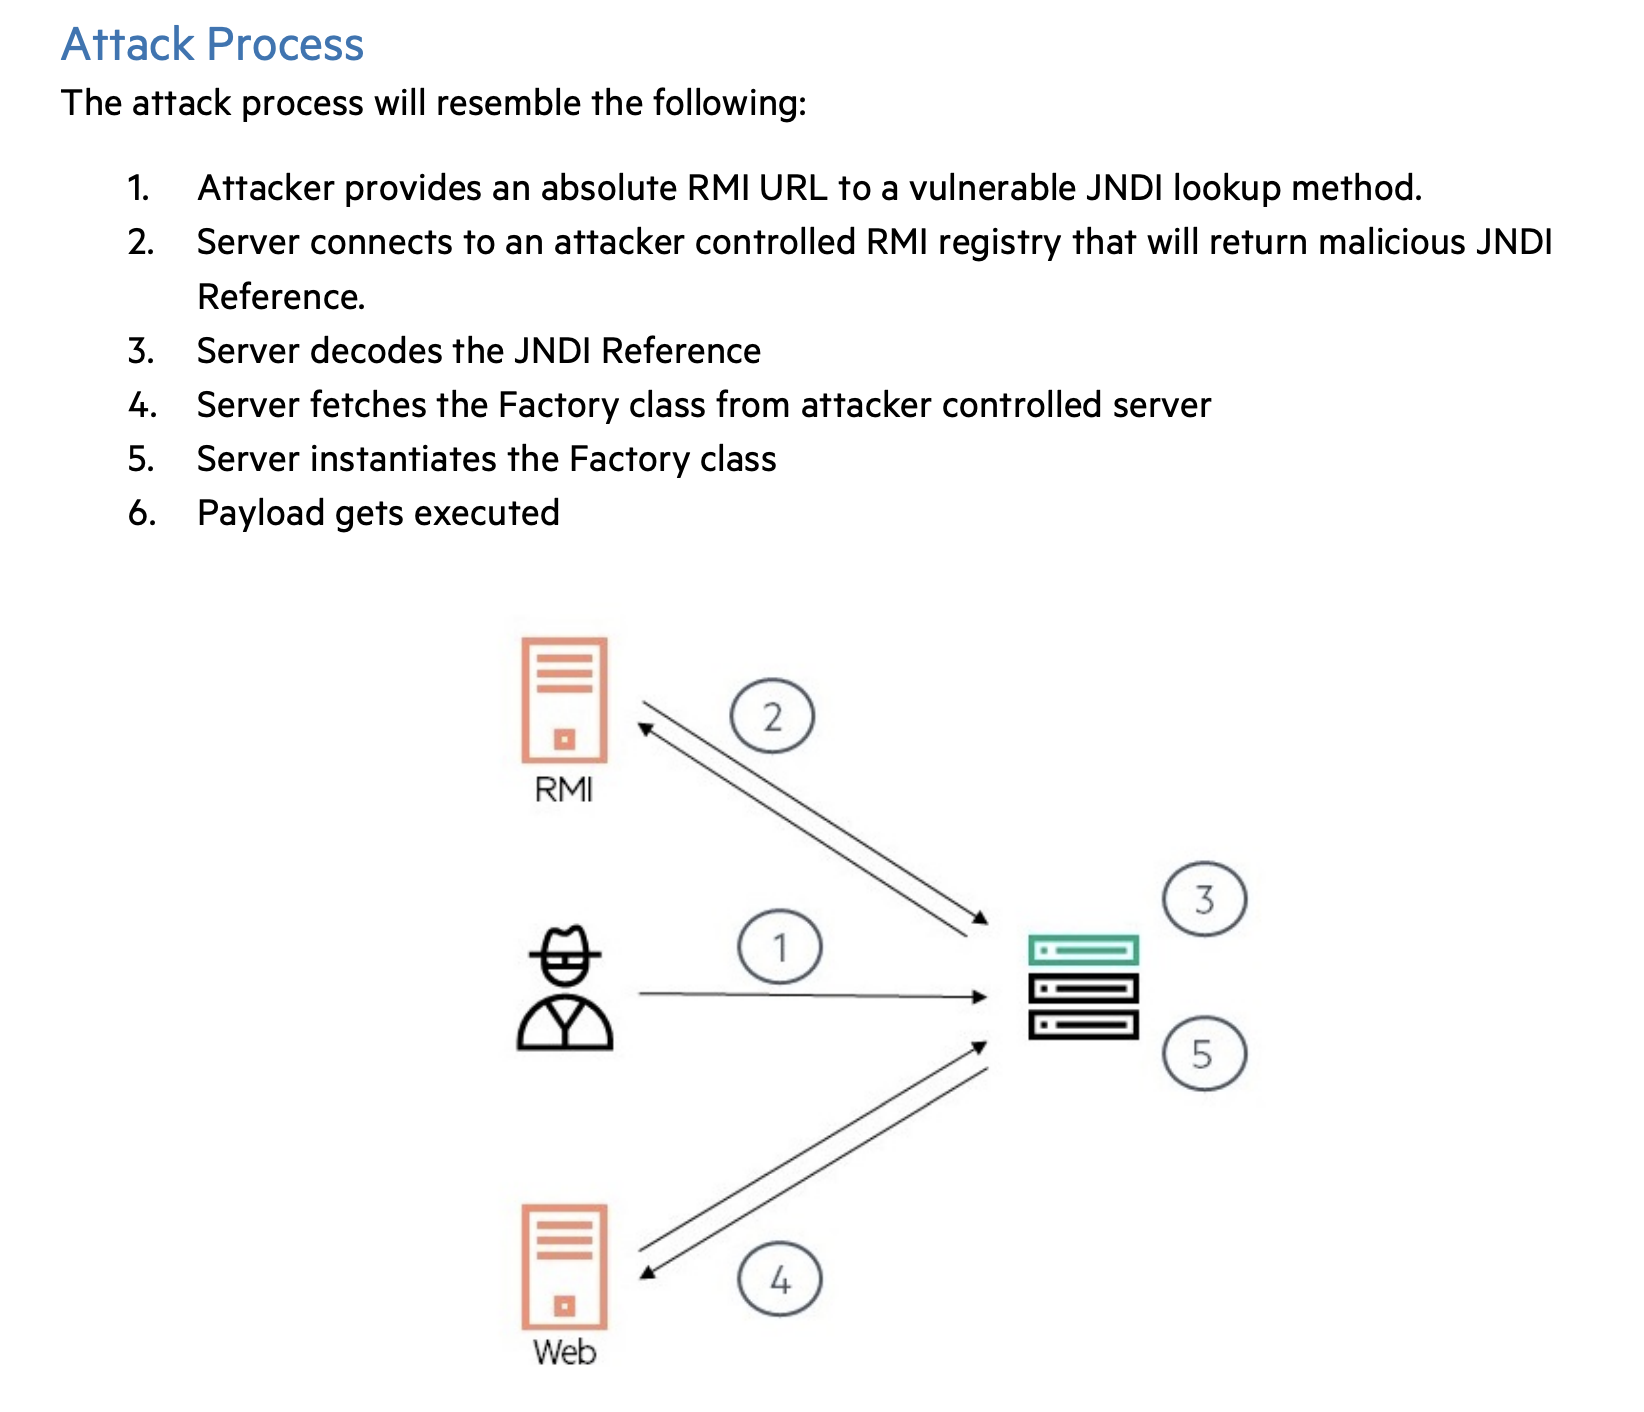 Attack Process
The attack process will resemble the following:
1. Attacker provides an absolute RMI URL to a vulnerable JNDI lookup method.
2. Server connects to an attacker controlled RMI registry that will return malicious JNDI
Reference.
3. Server decodes the JNDI Reference
4. Server fetches the Factory class from attacker controlled server
5. Server instantiates the Factory class
6. Payload gets executed
2
RMI
3
1
5
4
Web